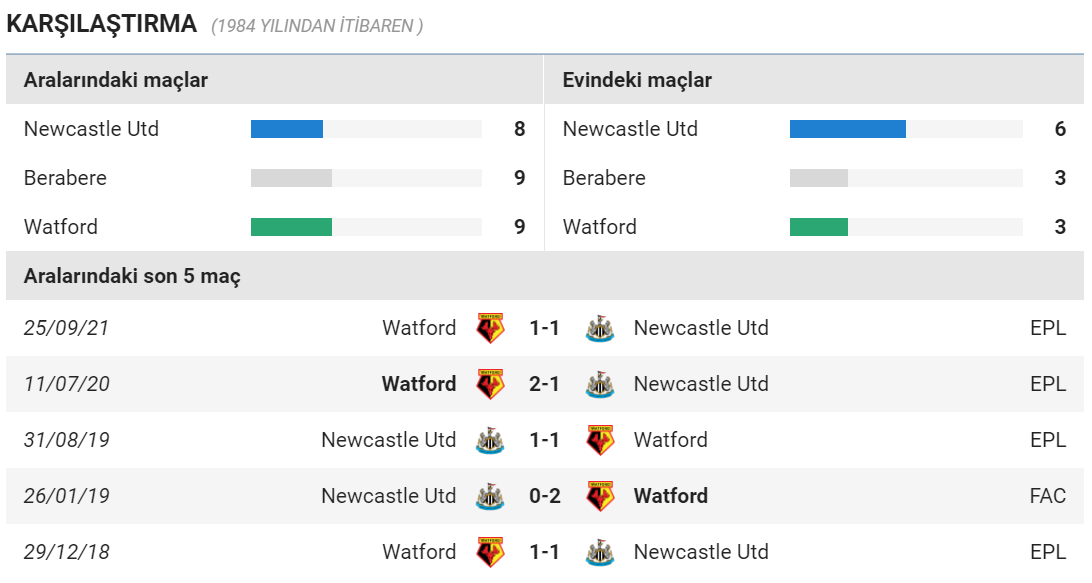 KARŞILAŞTIRMA (1984 YILINDAN İTİBAREN )
Aralarındaki maçlar Evindeki maçlar
Newcastle Utd 8 Newcastle Utd 6
Berabere 9 Berabere 3
Watford 9 Watford 3
Aralarındaki son 5 maç
25/09/21 Watford 1-1 Newcastle Utd EPL
11/07/20 Watford 2-1 Newcastle Utd EPL
31/08/19 Newcastle Utd 1-1 Watford EPL
26/01/19 Newcastle Utd 0-2 Watford FAC
29/12/18 Watford 1-1 Newcastle Utd EPL